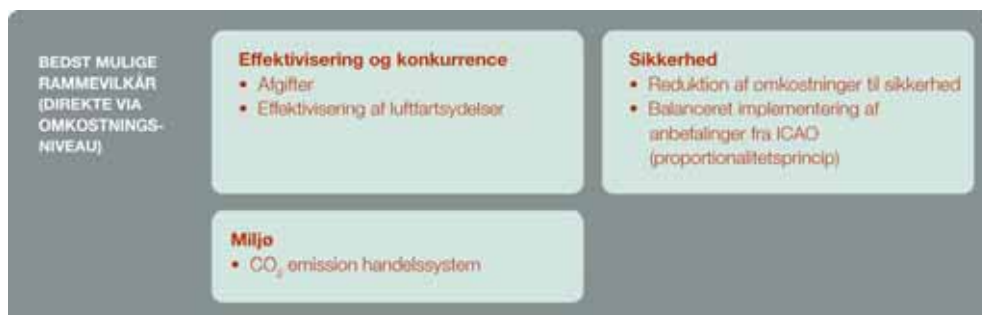 BEDST MULIGE
RAMMEVILKÅR
(DIREKTE VIA
OMKOSTNINGS-
NIVEAU)
Effektivisering og konkurrence
• Afgifter
• Effektivisering af luftfartsydelser
Sikkerhed
• Reduktion af omkostninger til sikkerhed
• Balanceret implementering af
anbefalinger fra ICAO
(proportionalitetsprincip)
Miljø
• CO₂ emission handelssystem